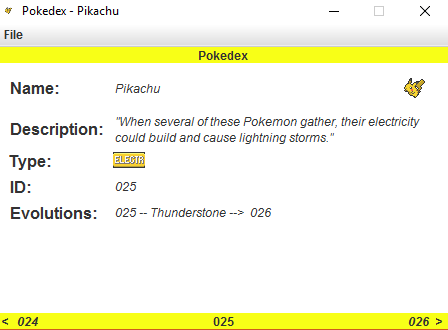 Pokedex - Pikachu
File
Pokedex
Name: Pikachu
Description: "When several of these Pokemon gather, their electricity
could build and cause lightning storms."
Type: ELECTR
ID: 025
Evolutions: 025 -- Thunderstone --> 026
< 024 025 026 >